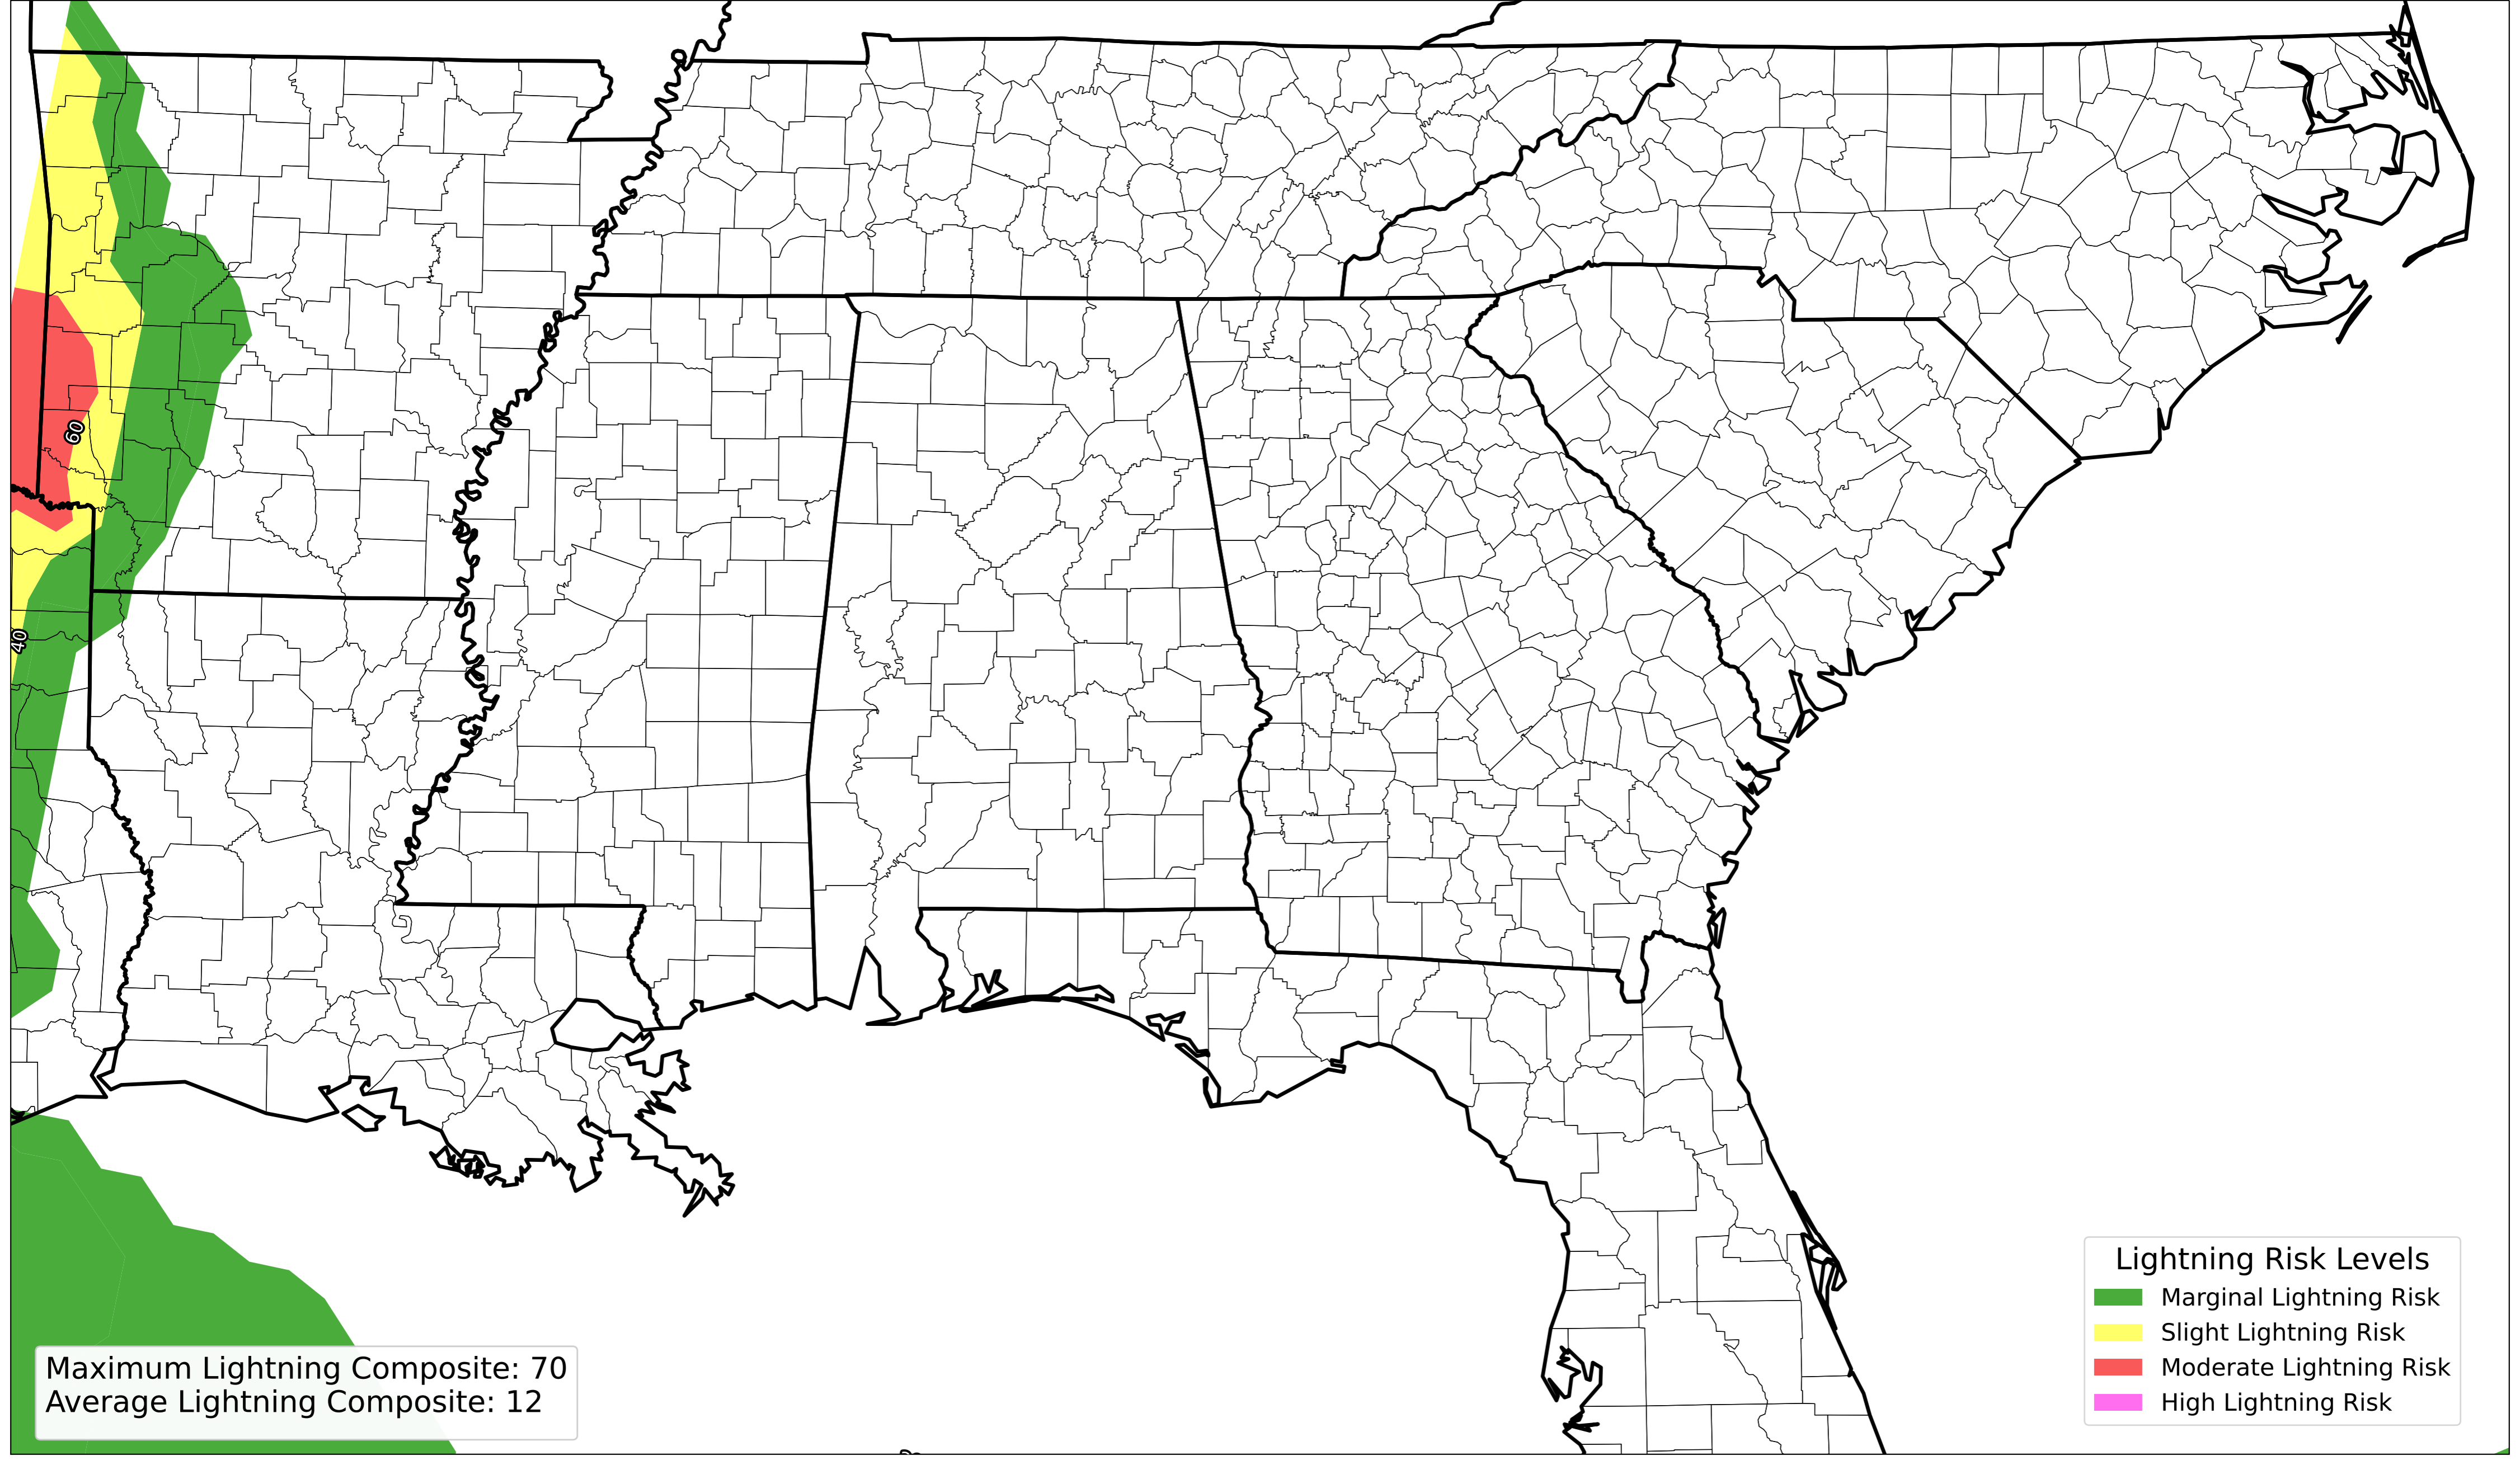 60
40
Maximum Lightning Composite: 70
Average Lightning Composite: 12
Lightning Risk Levels
Marginal Lightning Risk
Slight Lightning Risk
Moderate Lightning Risk
High Lightning Risk